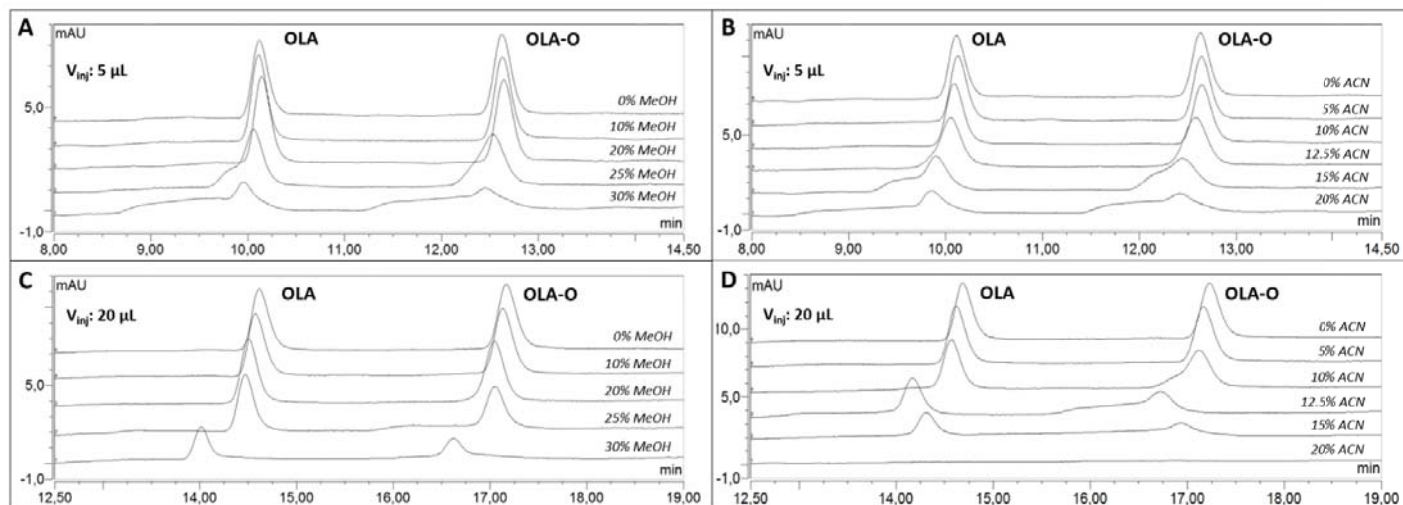 A
mAU
OLA
OLA-O
V inj: 5 µL
5,0
0% MeOH
10% MeOH
20% MeOH
25% MeOH
30% MeOH
min
-1,0
8,00 9,00 10,00 11,00 12,00 13,00 14,50
B
mAU
OLA
OLA-O
V inj: 5 µL
0% ACN
5% ACN
5,0
10% ACN
12.5% ACN
15% ACN
20% ACN
min
-1,0
8,00 9,00 10,00 11,00 12,00 13,00 14,50
C
mAU
OLA
OLA-O
V inj: 20 µL
0% MeOH
10% MeOH
5,0
20% MeOH
25% MeOH
30% MeOH
min
-1,0
12,50 14,00 15,00 16,00 17,00 18,00 19,00
D
mAU
OLA
OLA-O
V inj: 20 µL
10,0
0% ACN
5% ACN
10% ACN
5,0
12.5% ACN
15% ACN
20% ACN
-1,0
min
12,50 14,00 15,00 16,00 17,00 18,00 19,00